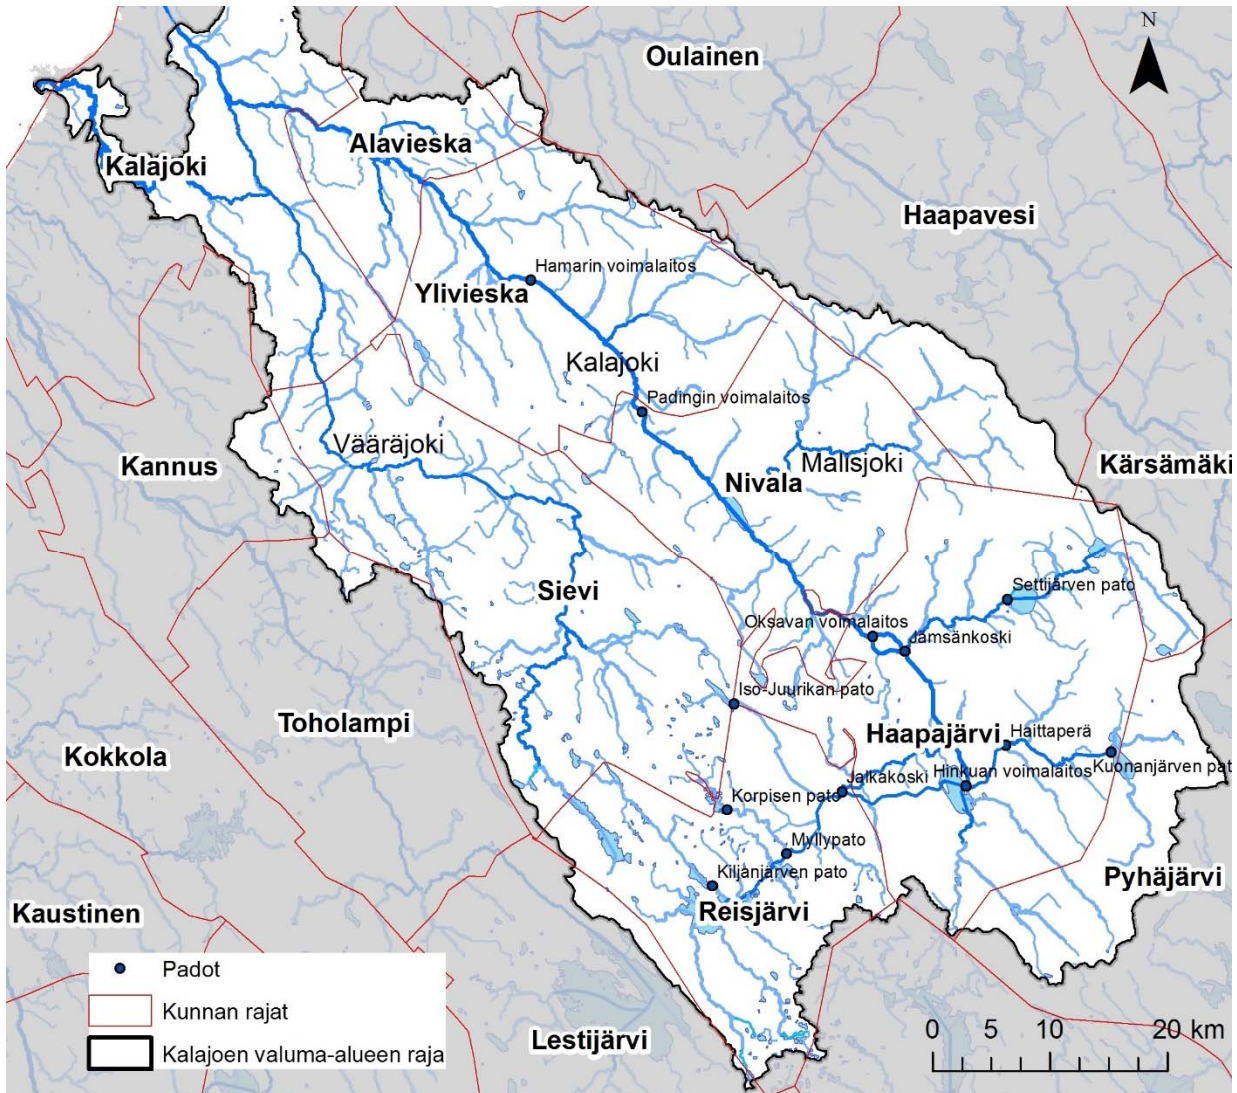 N
Oulainen
Alavieska
Kalajoki
Haapavesi
Hamarin voimalaitos
Ylivieska
Kalajoki
Padingin voimalaitos
Vääräjoki
Malisjoki
Kannus
Kärsämäki
Nivala
Sievi
Settijärven pato
Oksavan voimalaitos
Jämsänkoski
Iso-Juurikan pato
Toholampi
Haapajärvi
Haittaperä
Kokkola
Jalkakoski
Hinkuan voimalaitos
Kuonanjärven pat
Korpisen pato
Myllypato
Kiljanjärven pato
Pyhäjärvi
Reisjärvi
Kaustinen
Padot
Kunnan rajat
Kalajoen valuma-alueen raja
Lestijärvi
0 5 10 20 km